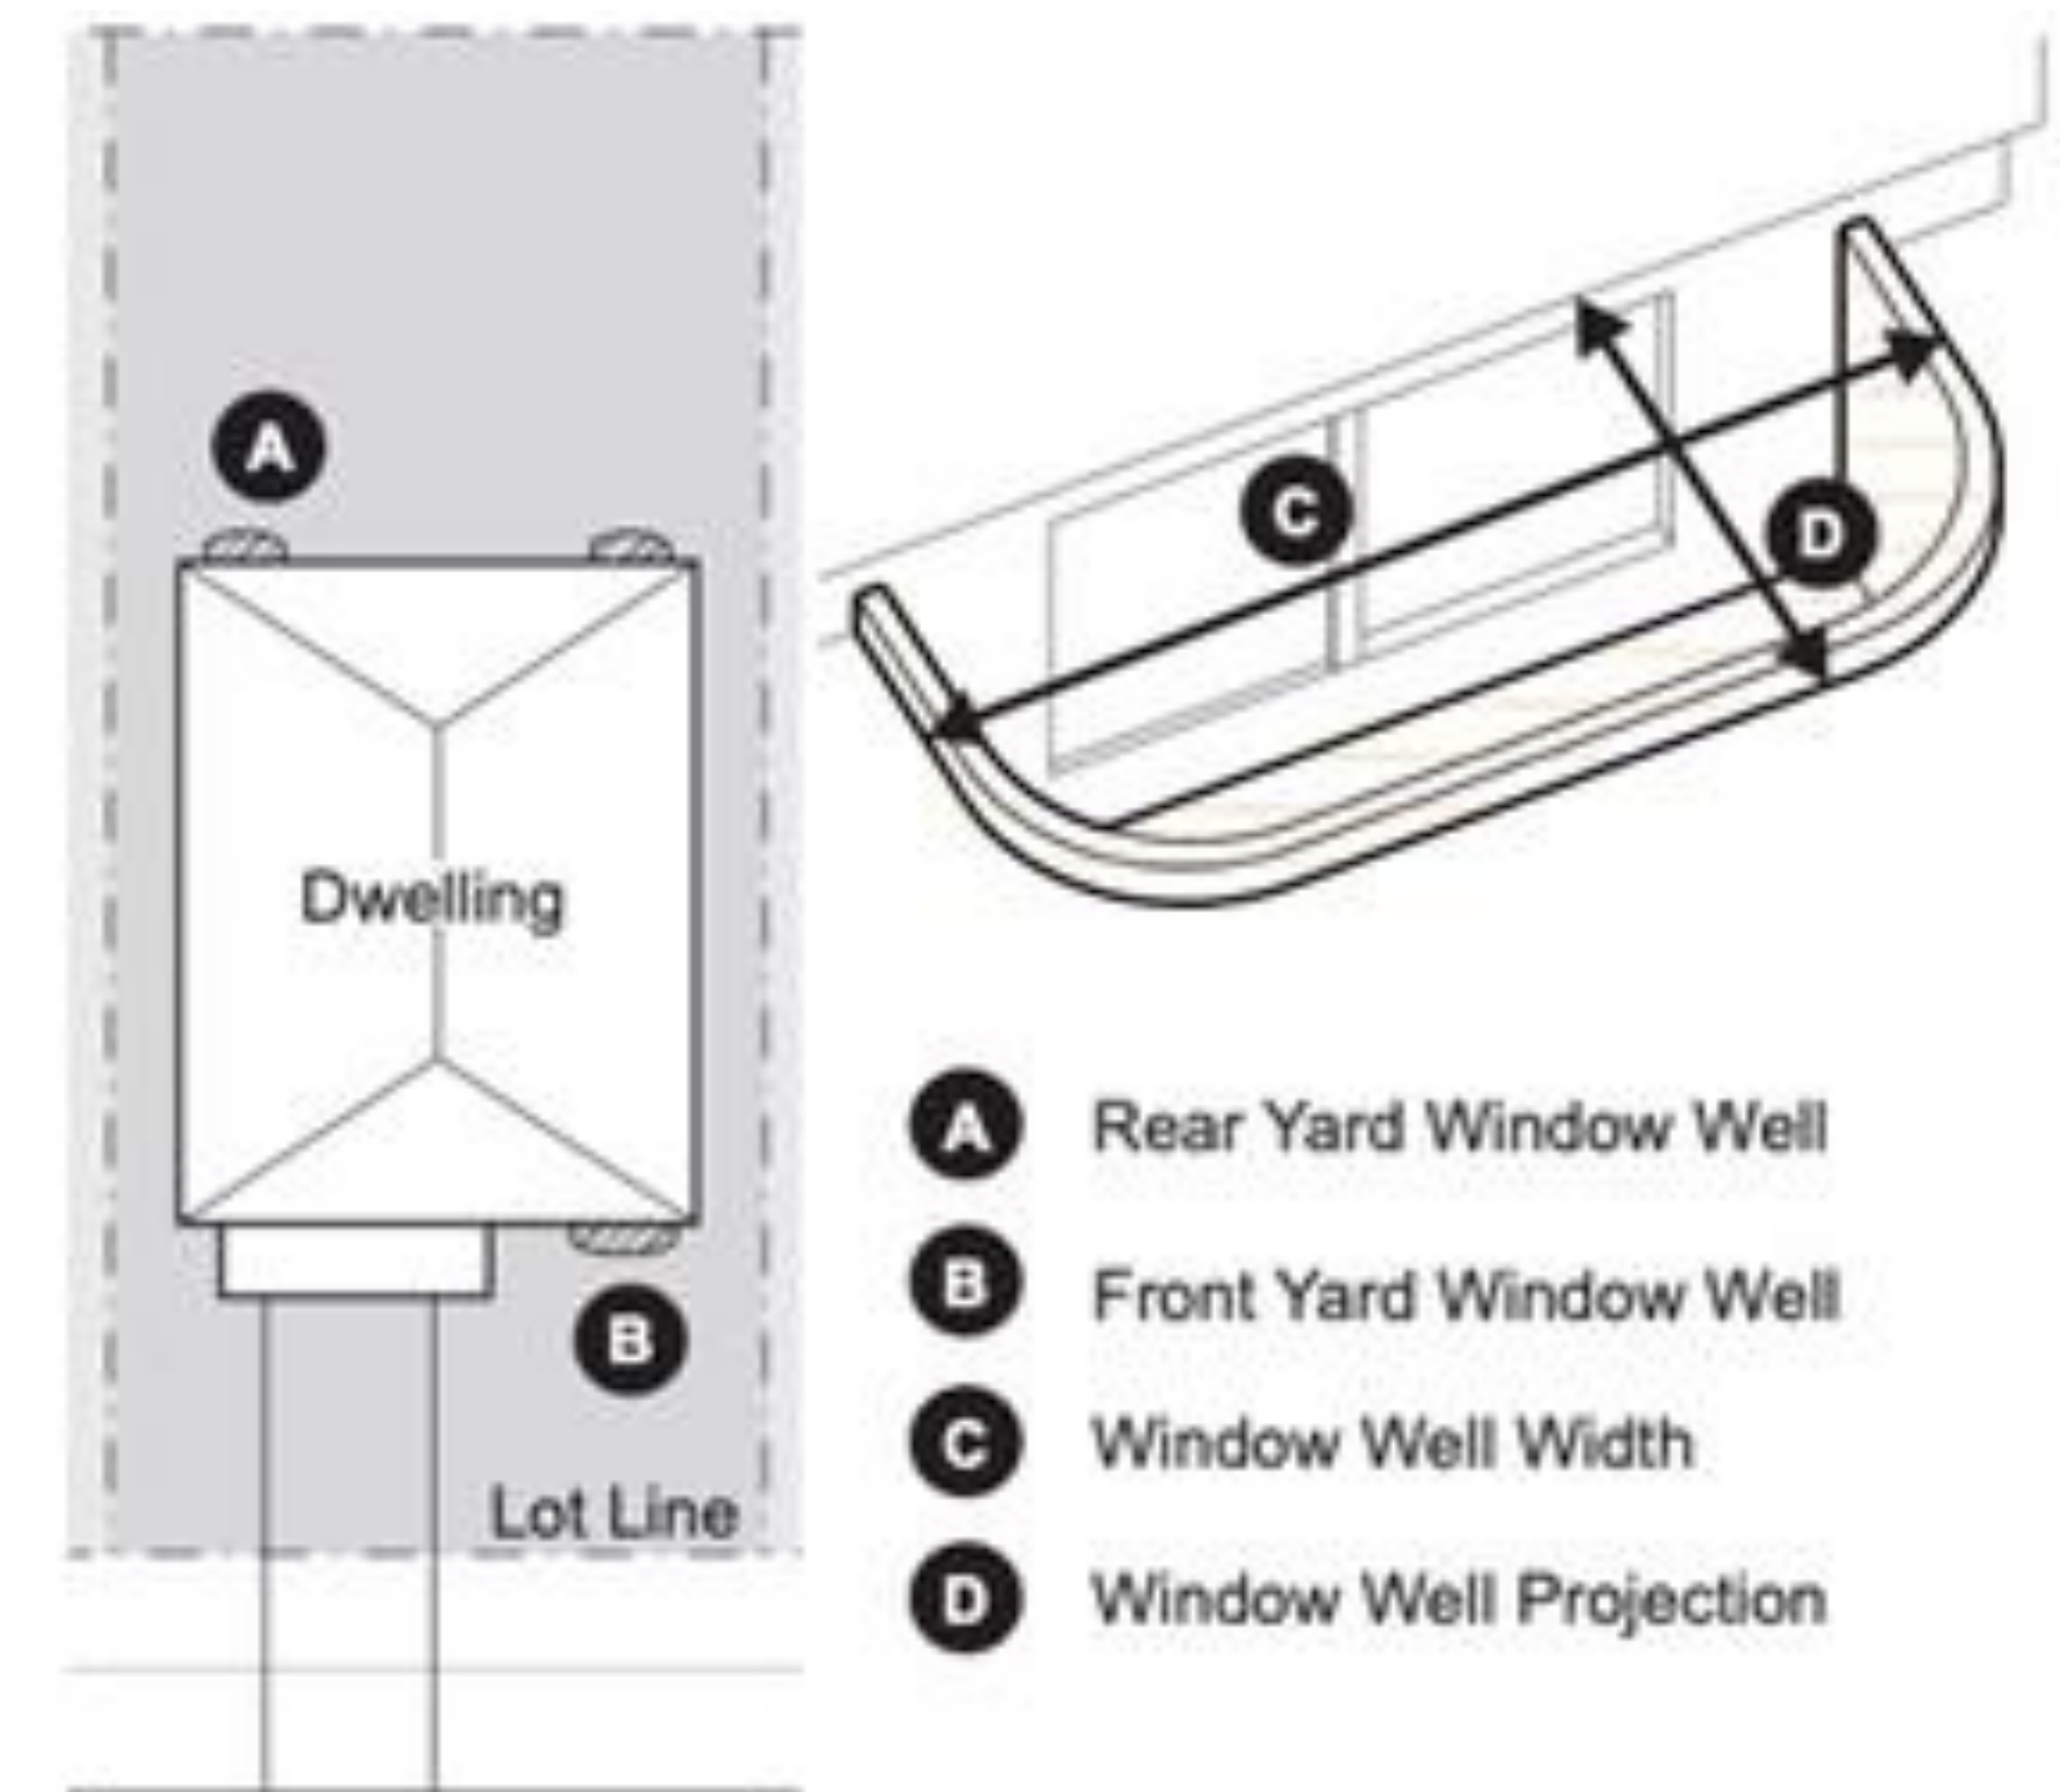 A
Dwelling
B
Lot Line
C
D
A Rear Yard Window Well
B Front Yard Window Well
C Window Well Width
D Window Well Projection